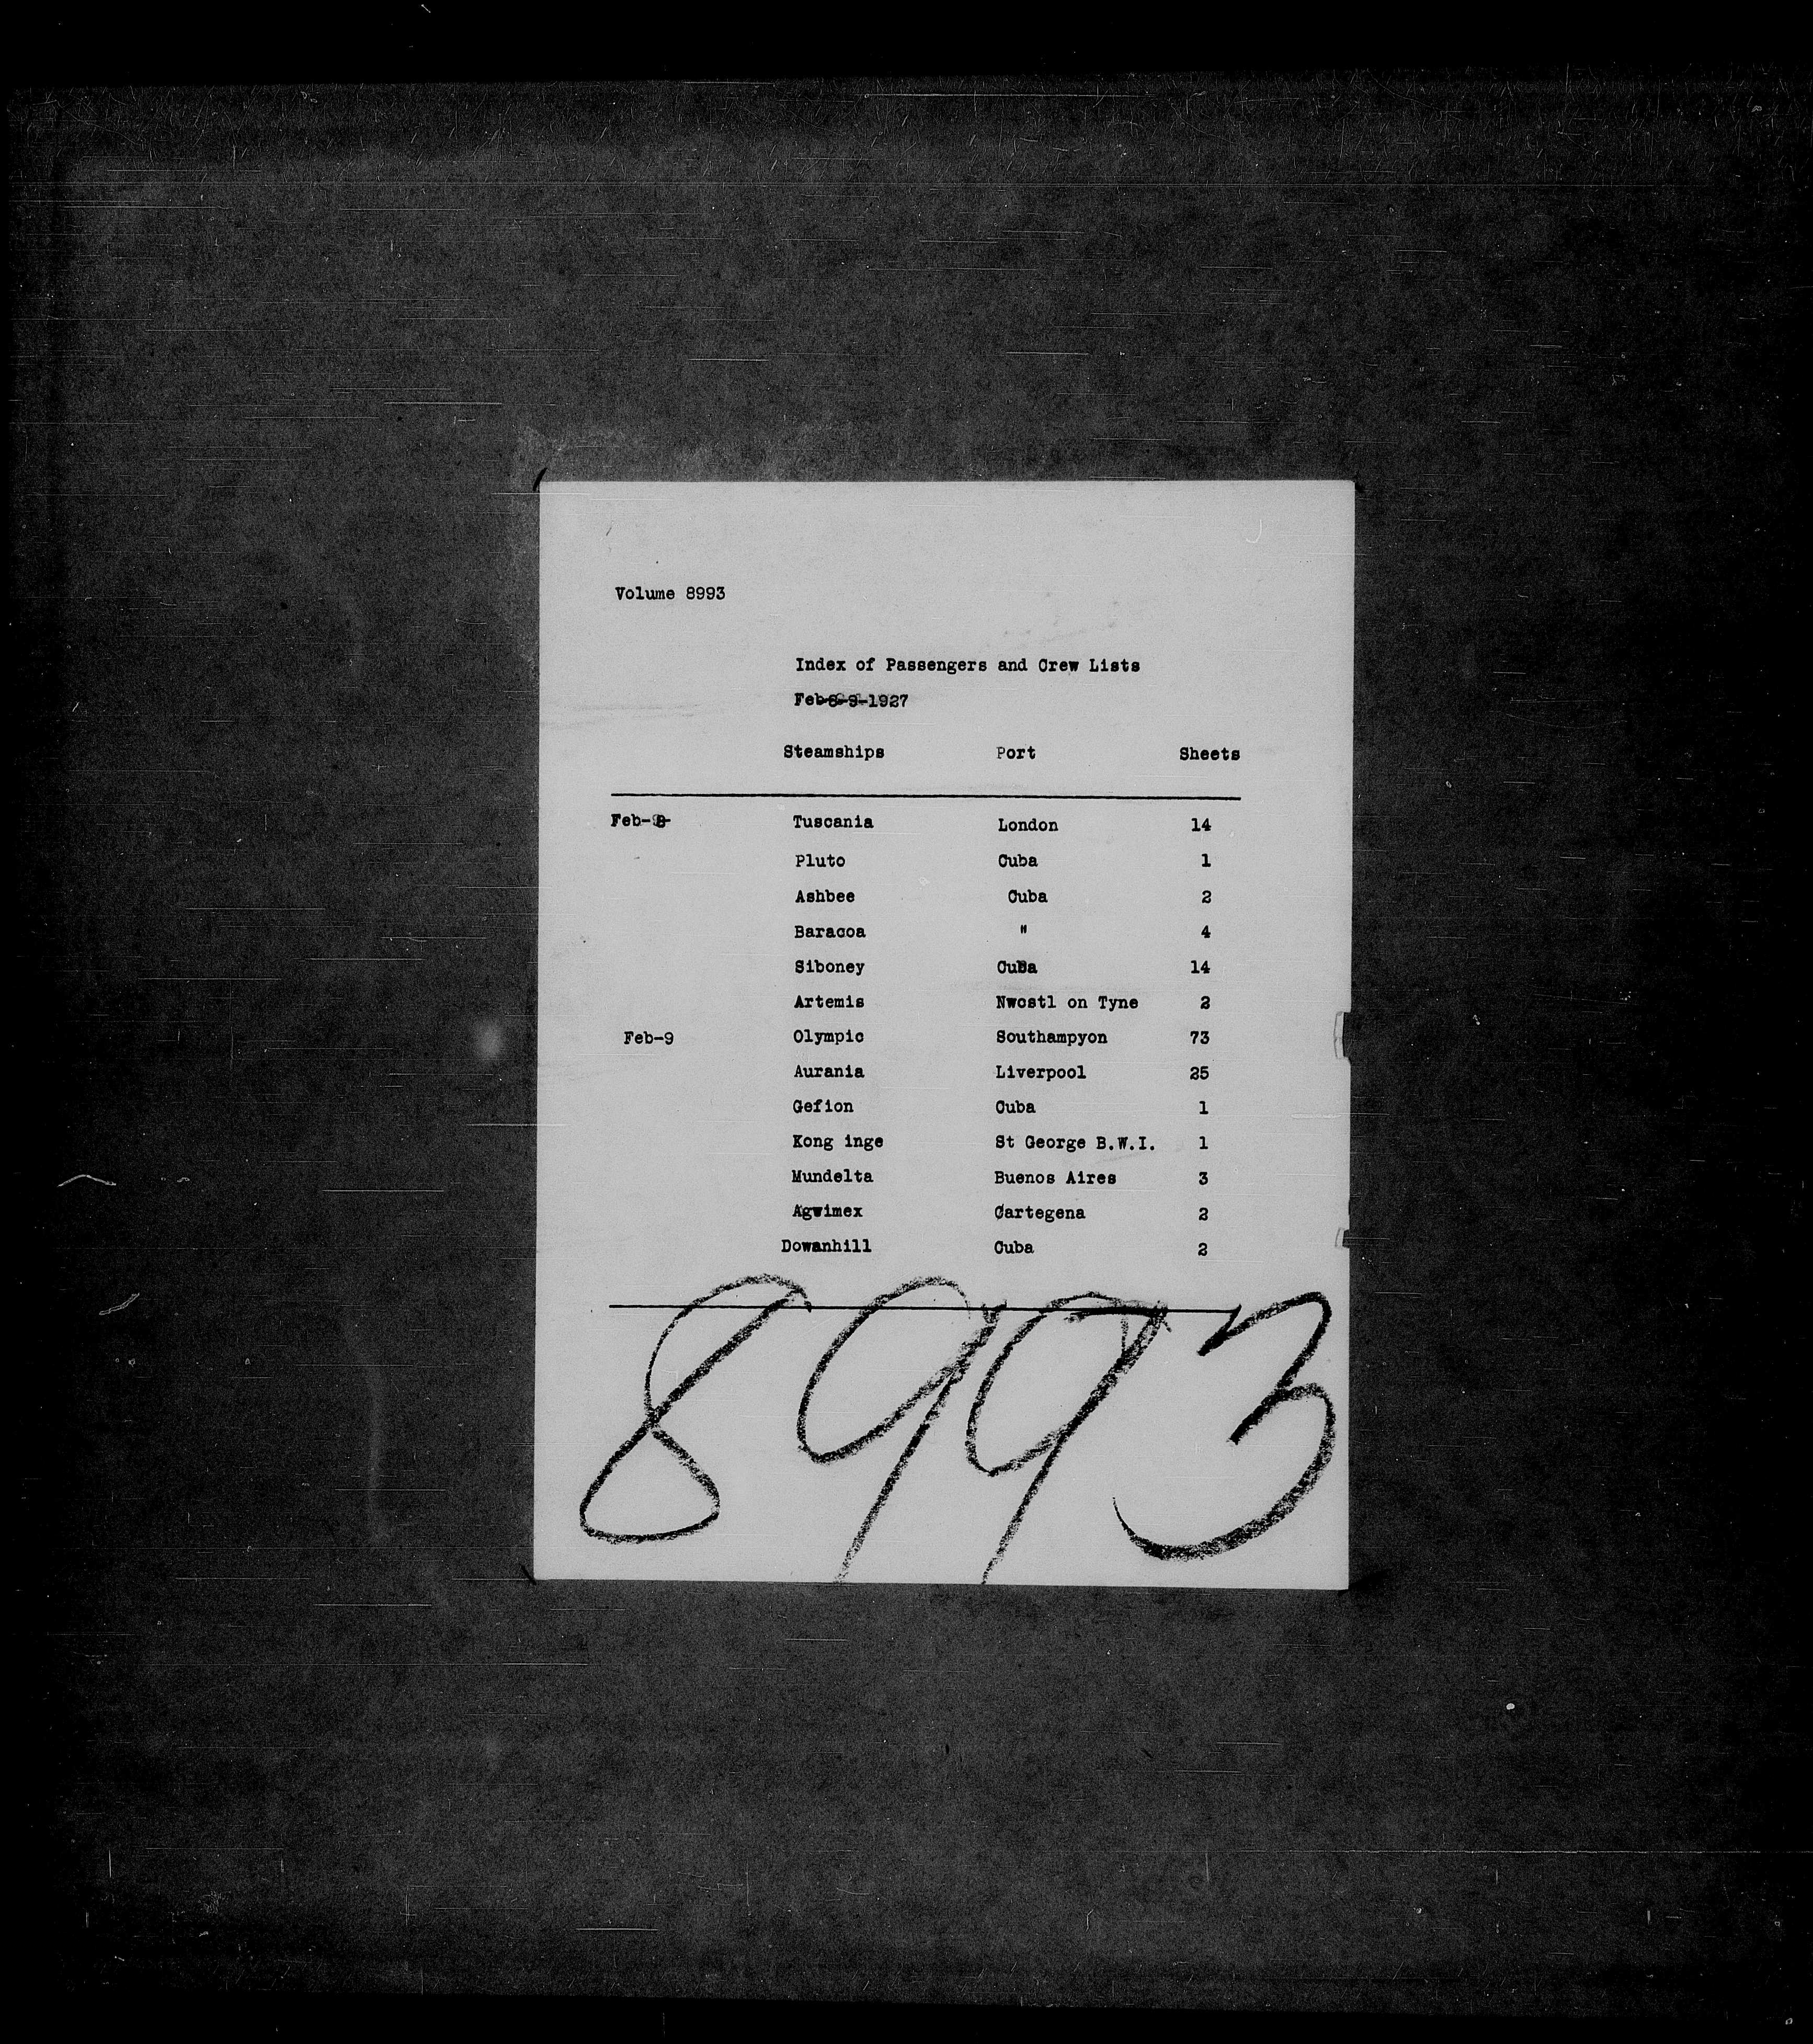 Volume 8993
Index of Passengers and Crew Lists
Feb-8-9-1927
Steamships Port Sheets
Feb-8- Tuscania London 14
Pluto Cuba 1
Ashbee Cuba 2
Baracoa " 4
Siboney Cuba 14
Artemis Nwcstl on Tyne 2
Feb-9 Olympic Southampyon 73
Aurania Liverpool 25
Gefion Cuba 1
Kong inge St George B.W.I. 1
Mundelta Buenos Aires 3
Agwimex Cartegena 2
Dowanhill Cuba 2
8993